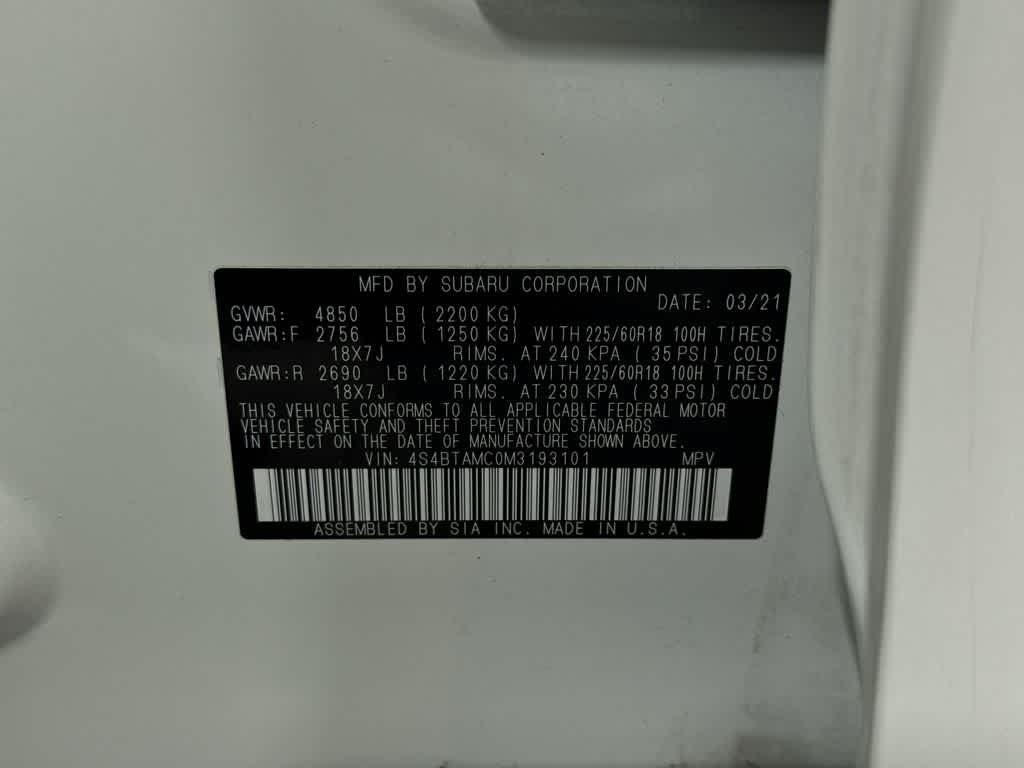 MFD BY SUBARU CORPORATION
DATE: 03/21
GVWR: 4850 LB ( 2200 KG)
GAWR:F 2756 LB ( 1250 KG) WITH 225/60R18 100H TIRES.
18X7J RIMS. AT 240 KPA ( 35 PSI) COLD
GAWR:R 2690 LB ( 1220 KG) WITH 225/60R18 100H TIRES.
18X7J RIMS. AT 230 KPA ( 33 PSI) COLD
THIS VEHICLE CONFORMS TO ALL APPLICABLE FEDERAL MOTOR
VEHICLE SAFETY AND THEFT PREVENTION STANDARDS
IN EFFECT ON THE DATE OF MANUFACTURE SHOWN ABOVE.
VIN: 4S4BTAMC0M3193101 MPV
ASSEMBLED BY SIA INC. MADE IN U.S.A.